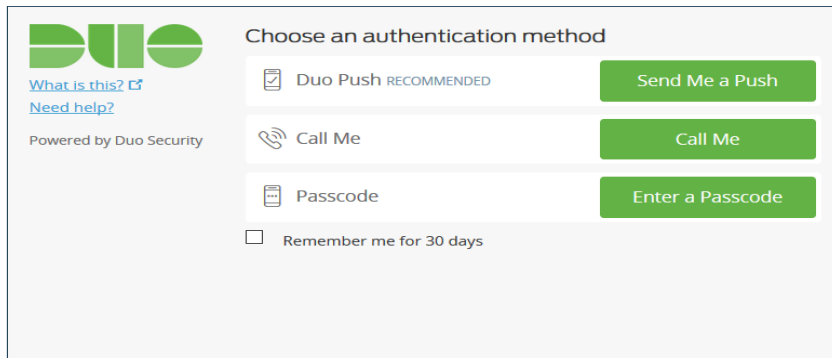 DUO
What is this?
Need help?
Powered by Duo Security
Choose an authentication method
Duo Push RECOMMENDED
Send Me a Push
Call Me
Call Me
Passcode
Enter a Passcode
Remember me for 30 days